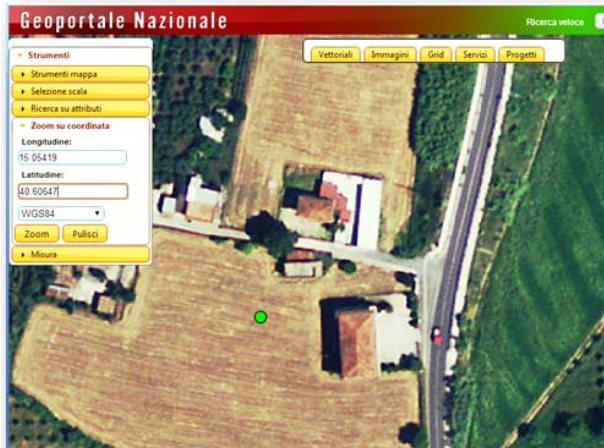 Geoportale Nazionale
Ricerca veloce
Strumenti
Strumenti mappa
Selezione scala
Ricerca su attributi
Zoom su coordinata
Longitudine:
15.05419
Latitudine:
40.60647
WGS84
Zoom Pulisci
Misura
Vettoriali Immagini Grid Servizi Progetti